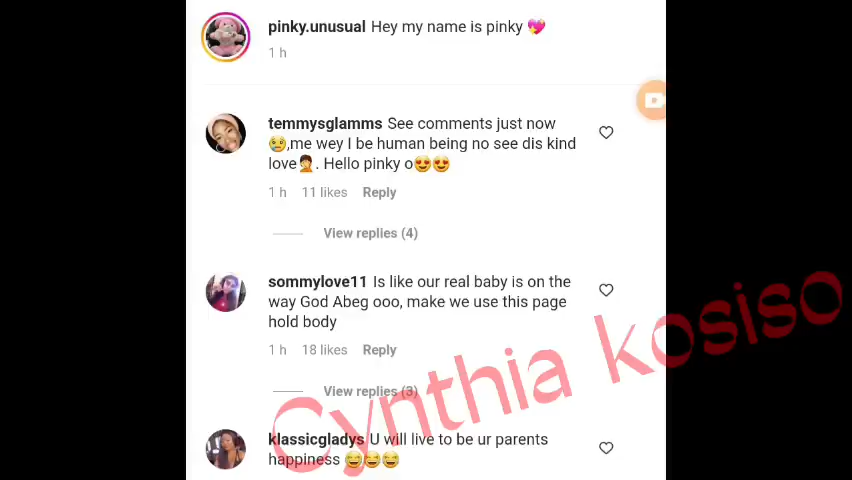 pinky.unusual Hey my name is pinky 💖
1 h
temmysglamms See comments just now
😢,me wey I be human being no see dis kind
love🤦. Hello pinky o😍😍
1 h 11 likes Reply
View replies (4)
sommylove11 Is like our real baby is on the
way God Abeg ooo, make we use this page
hold body
1 h 18 likes Reply
View replies (3)
klassicgladys U will live to be ur parents
happiness 😂😂😂
Cynthia kosiso